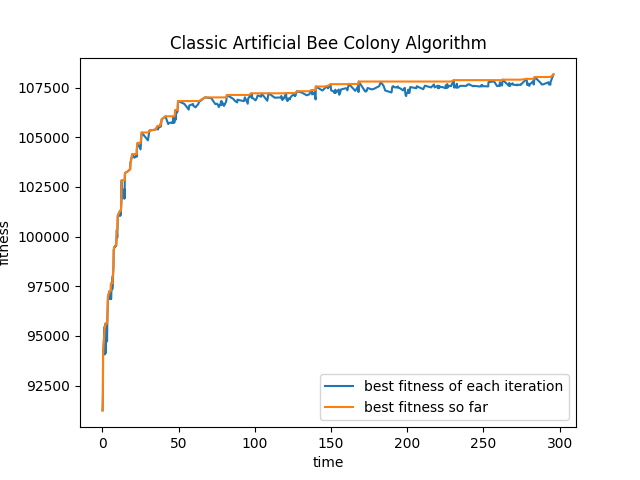 Classic Artificial Bee Colony Algorithm
107500
105000
102500
100000
97500
95000
92500
fitness
0
50
100
150
200
250
300
time
best fitness of each iteration
best fitness so far